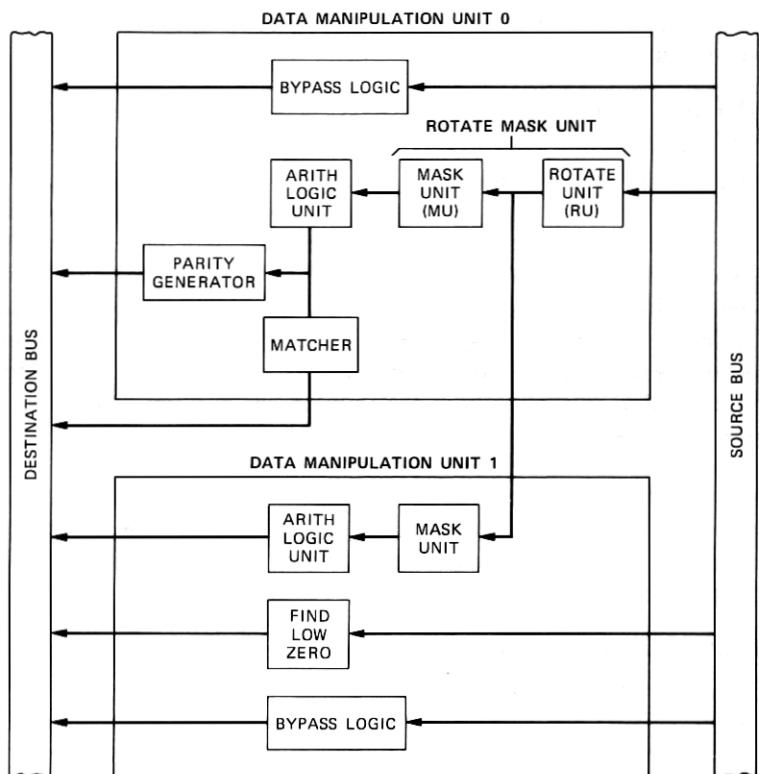 DATA MANIPULATION UNIT 0
BYPASS LOGIC
ROTATE MASK UNIT
ARITH
LOGIC
UNIT
MASK
UNIT
(MU)
ROTATE
UNIT
(RU)
PARITY
GENERATOR
MATCHER
DESTINATION BUS
SOURCE BUS
DATA MANIPULATION UNIT 1
ARITH
LOGIC
UNIT
MASK
UNIT
FIND
LOW
ZERO
BYPASS LOGIC